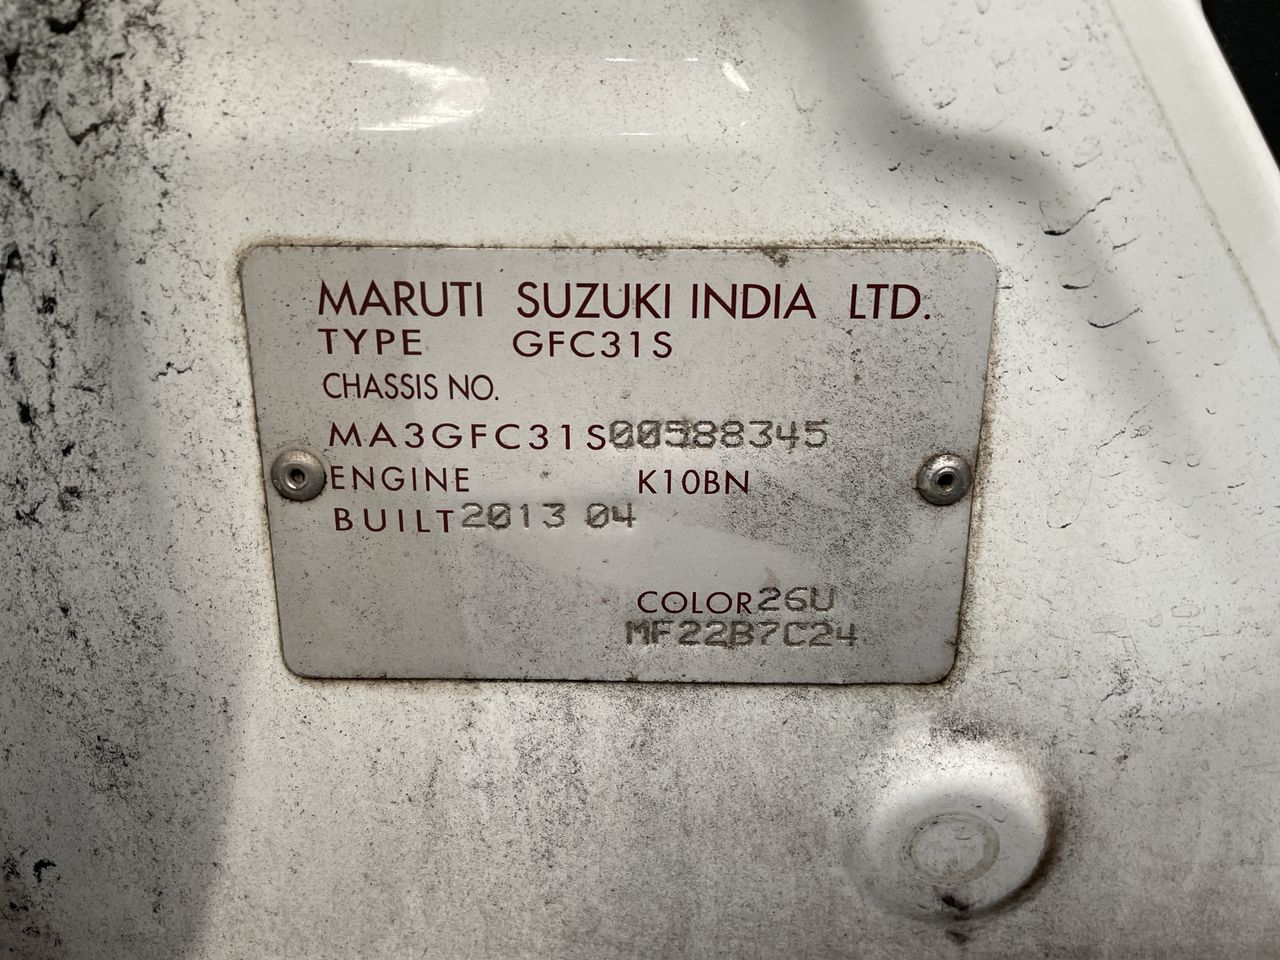 MARUTI SUZUKI INDIA LTD.
TYPE GFC31S
CHASSIS NO.
MA3GFC31S00588345
ENGINE K10BN
BUILT 2013 04
COLOR 26U
MF22B7C24